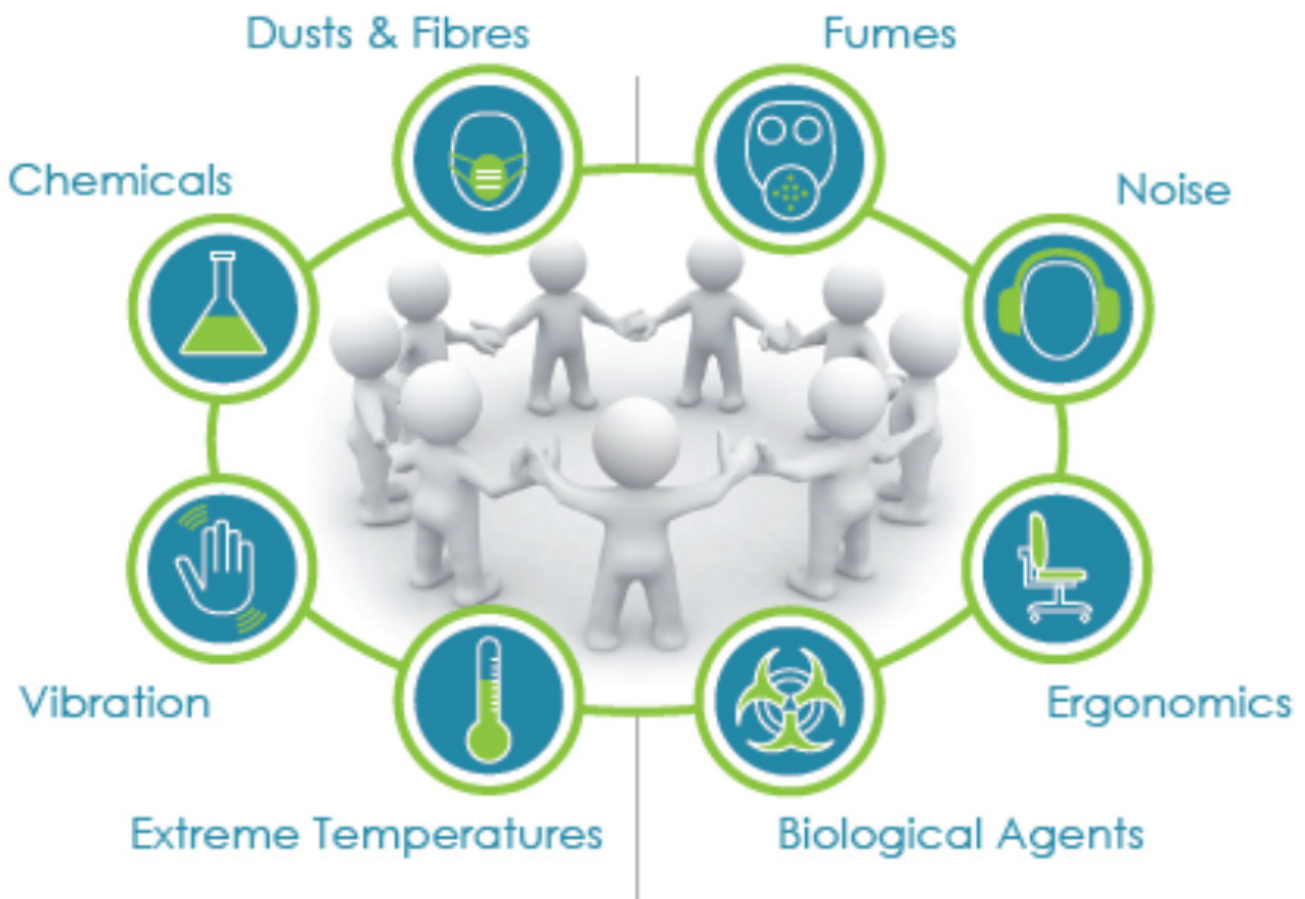 Dusts & Fibres
Fumes
Chemicals
Noise
Vibration
Ergonomics
Extreme Temperatures
Biological Agents